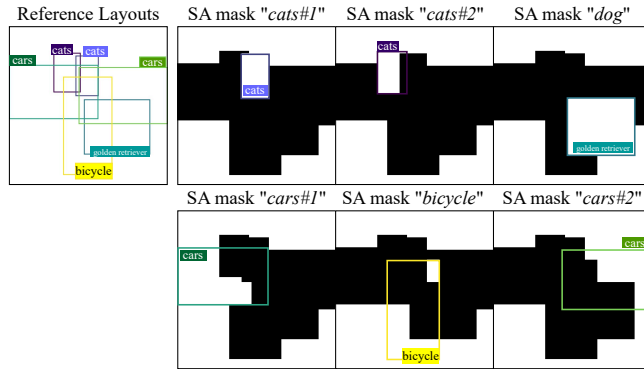 Reference Layouts
SA mask "cats#1"
SA mask "cats#2"
SA mask "dog"
cats
cats
cars
cars
golden retriever
bicycle
cats
cats
golden retriever
SA mask "cars#1"
SA mask "bicycle"
SA mask "cars#2"
cars
bicycle
cars